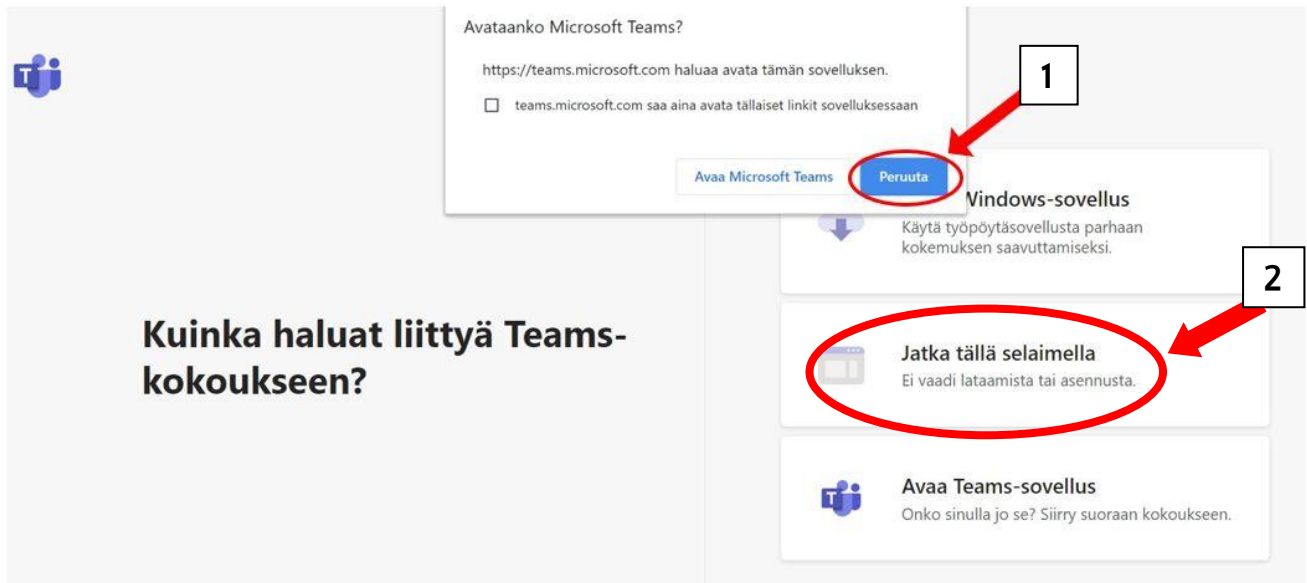 Avataanko Microsoft Teams?
https://teams.microsoft.com haluaa avata tämän sovelluksen.
teams.microsoft.com saa aina avata tällaiset linkit sovelluksessaan
1
Avaa Microsoft Teams
Peruuta
Windows-sovellus
Käytä työpöytäsovellusta parhaan
kokemuksen saavuttamiseksi.
2
Kuinka haluat liittyä Teams-
kokoukseen?
Jatka tällä selaimella
Ei vaadi lataamista tai asennusta.
Avaa Teams-sovellus
Onko sinulla jo se? Siirry suoraan kokoukseen.